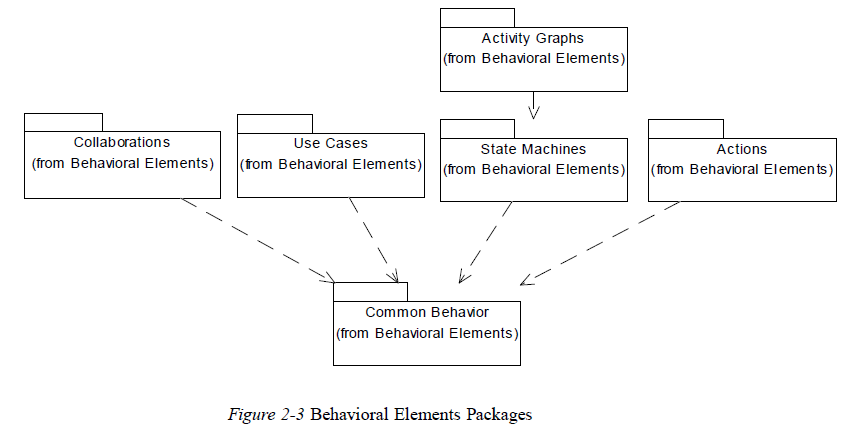 Activity Graphs
(from Behavioral Elements)
Collaborations
(from Behavioral Elements)
Use Cases
(from Behavioral Elements)
State Machines
(from Behavioral Elements)
Actions
(from Behavioral Elements)
Common Behavior
(from Behavioral Elements)
Figure 2-3 Behavioral Elements Packages